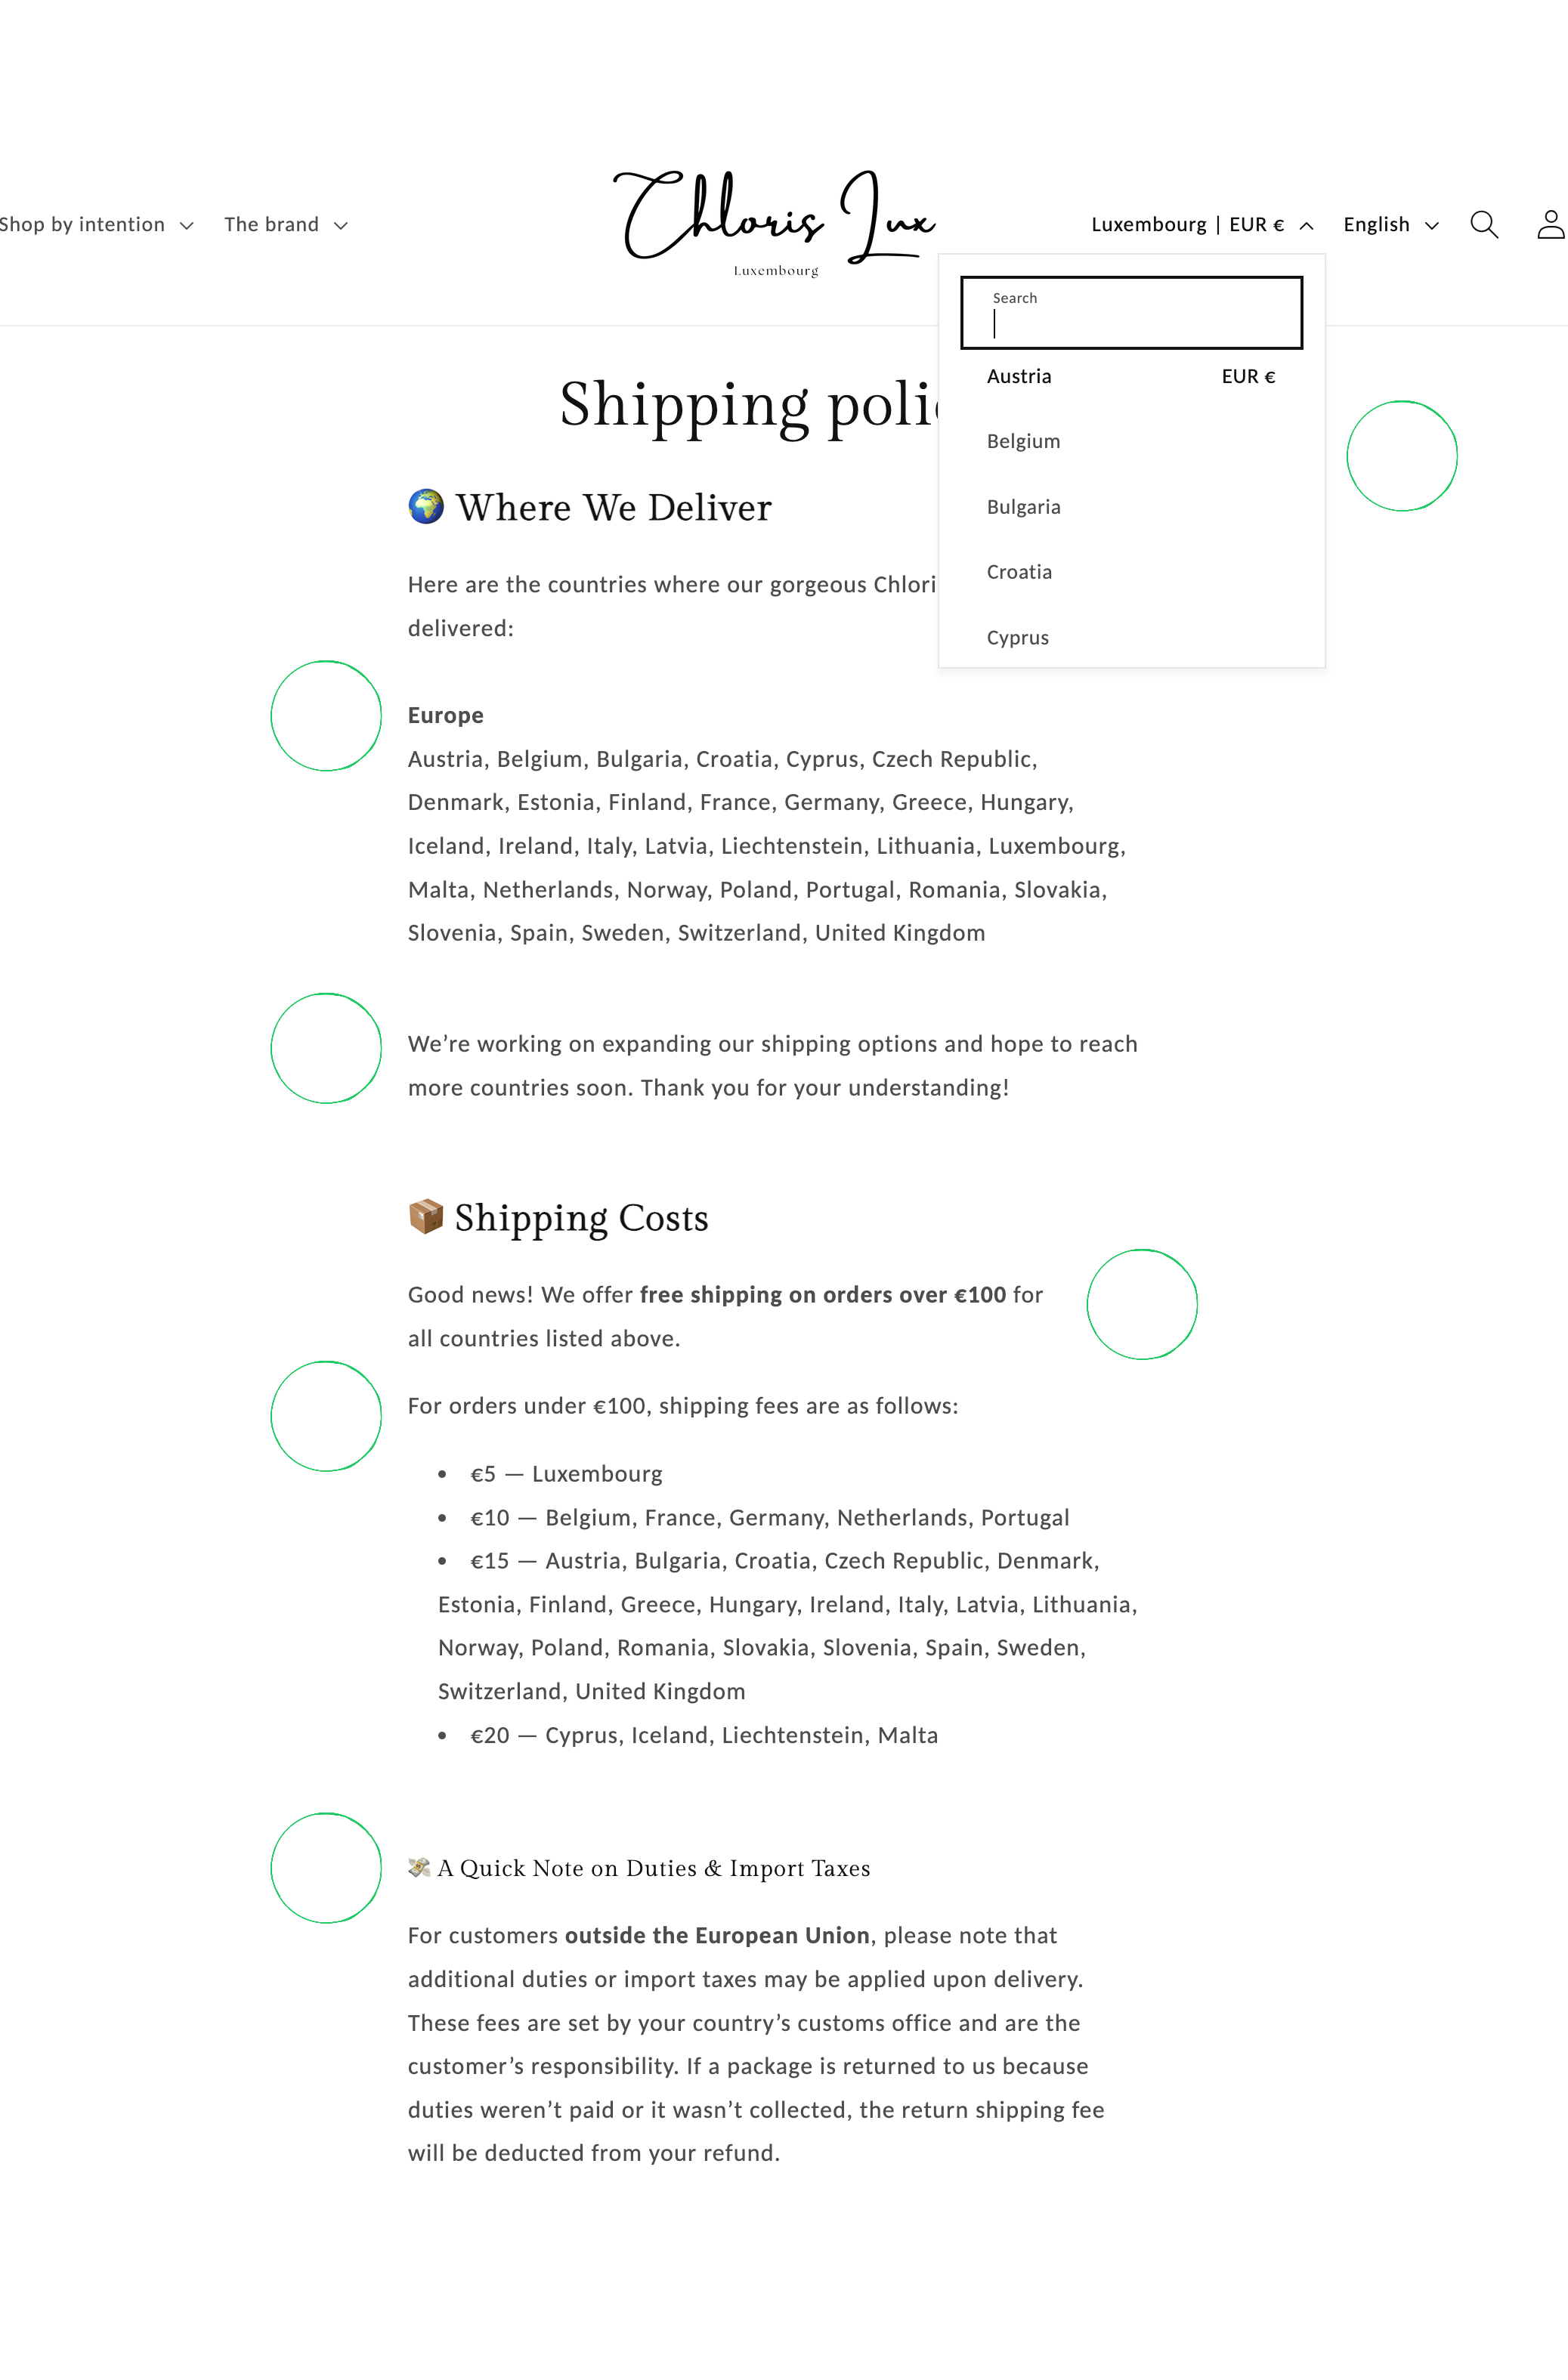 Shop by intention
The brand
Chloris Lux
Luxembourg
Luxembourg | EUR €
English
Search
Austria EUR €
Belgium
Bulgaria
Croatia
Cyprus
Shipping polic
🌍 Where We Deliver
Here are the countries where our gorgeous Chlori
delivered:
Europe
Austria, Belgium, Bulgaria, Croatia, Cyprus, Czech Republic,
Denmark, Estonia, Finland, France, Germany, Greece, Hungary,
Iceland, Ireland, Italy, Latvia, Liechtenstein, Lithuania, Luxembourg,
Malta, Netherlands, Norway, Poland, Portugal, Romania, Slovakia,
Slovenia, Spain, Sweden, Switzerland, United Kingdom
We’re working on expanding our shipping options and hope to reach
more countries soon. Thank you for your understanding!
📦 Shipping Costs
Good news! We offer free shipping on orders over €100 for
all countries listed above.
For orders under €100, shipping fees are as follows:
• €5 — Luxembourg
• €10 — Belgium, France, Germany, Netherlands, Portugal
• €15 — Austria, Bulgaria, Croatia, Czech Republic, Denmark,
Estonia, Finland, Greece, Hungary, Ireland, Italy, Latvia, Lithuania,
Norway, Poland, Romania, Slovakia, Slovenia, Spain, Sweden,
Switzerland, United Kingdom
• €20 — Cyprus, Iceland, Liechtenstein, Malta
💸 A Quick Note on Duties & Import Taxes
For customers outside the European Union, please note that
additional duties or import taxes may be applied upon delivery.
These fees are set by your country’s customs office and are the
customer’s responsibility. If a package is returned to us because
duties weren’t paid or it wasn’t collected, the return shipping fee
will be deducted from your refund.